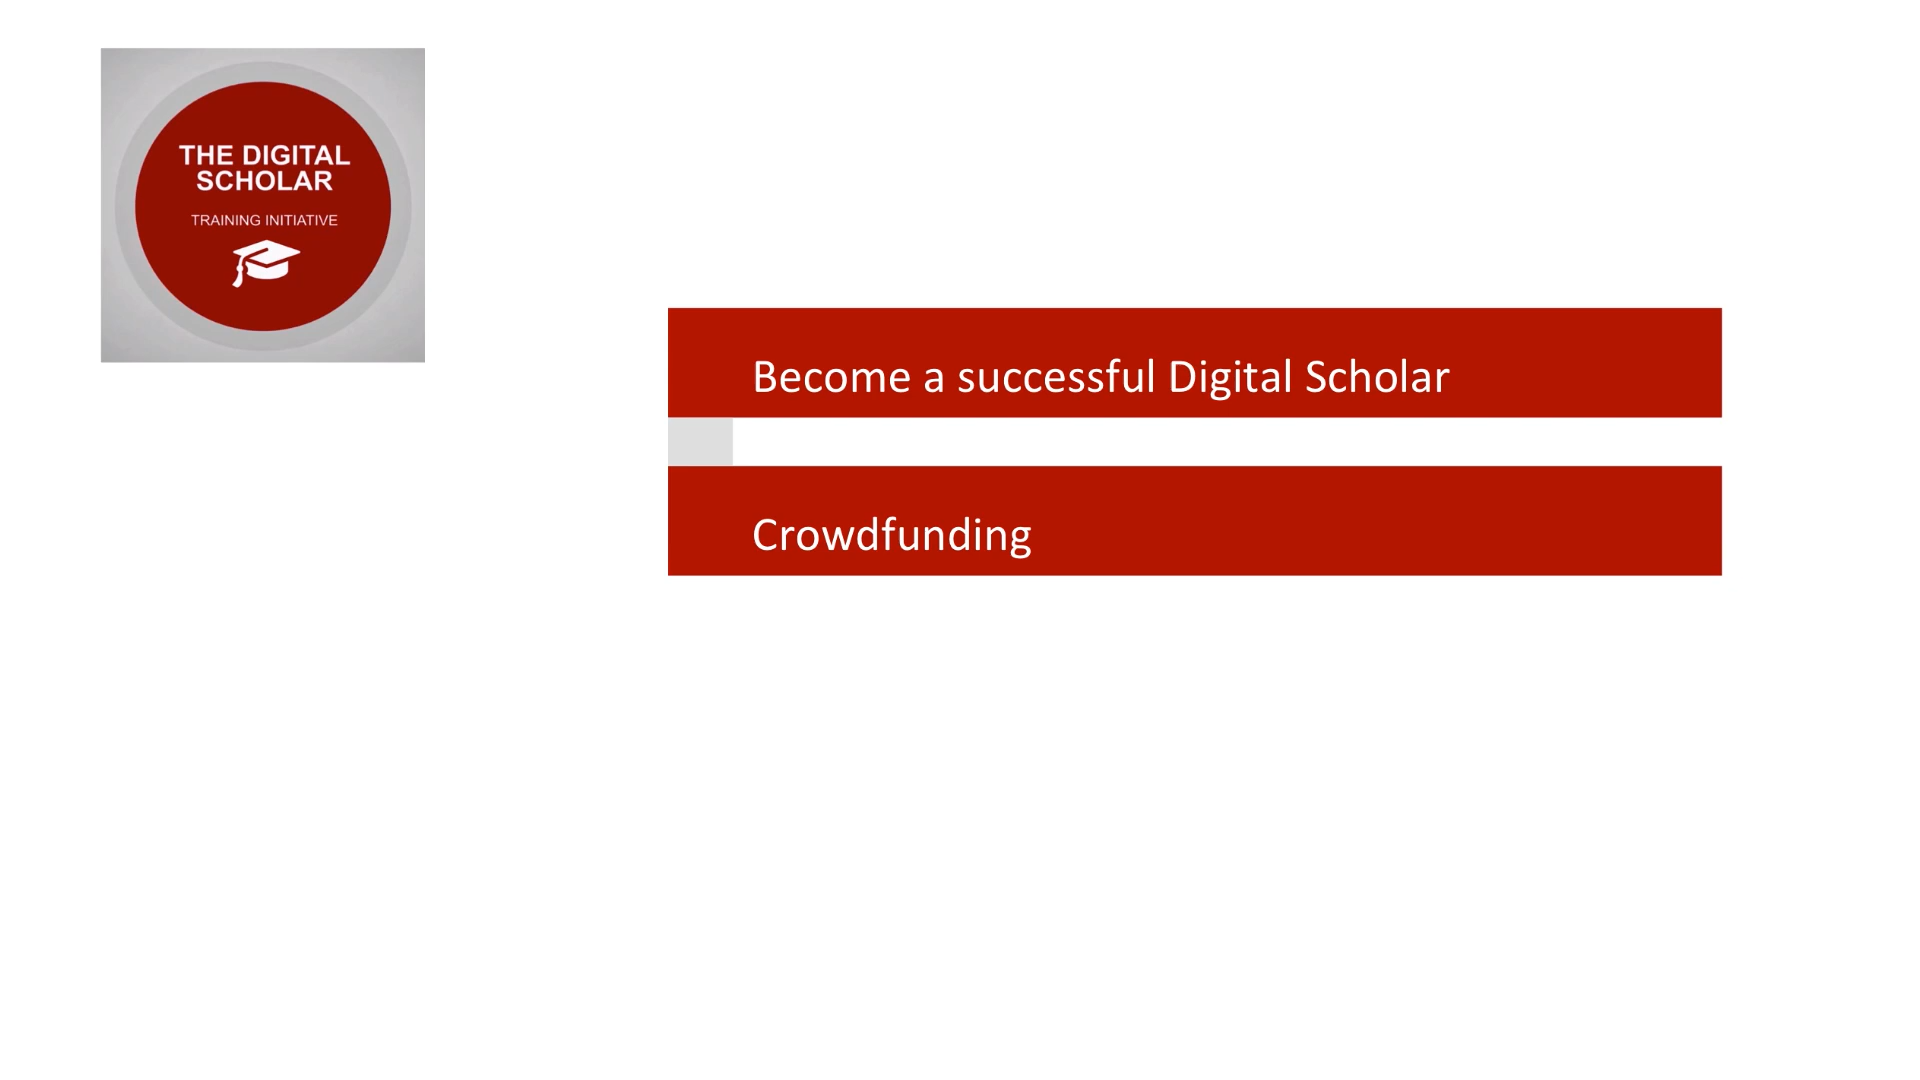 THE DIGITAL
SCHOLAR
TRAINING INITIATIVE
Become a successful Digital Scholar
Crowdfunding